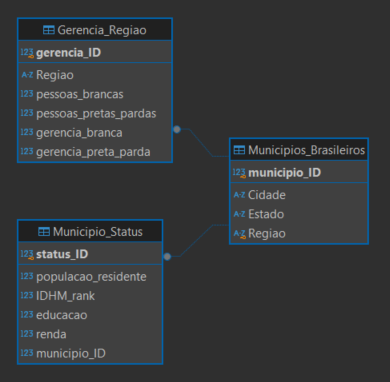 Gerencia_Regiao
123 gerencia_ID
A-Z Regiao
123 pessoas_brancas
123 pessoas_pretas_pardas
123 gerencia_branca
123 gerencia_preta_parda
Municipios_Brasileiros
123 municipio_ID
A-Z Cidade
A-Z Estado
A-Z Regiao
Municipio_Status
123 status_ID
123 populacao_residente
123 IDHM_rank
123 educacao
123 renda
123 municipio_ID